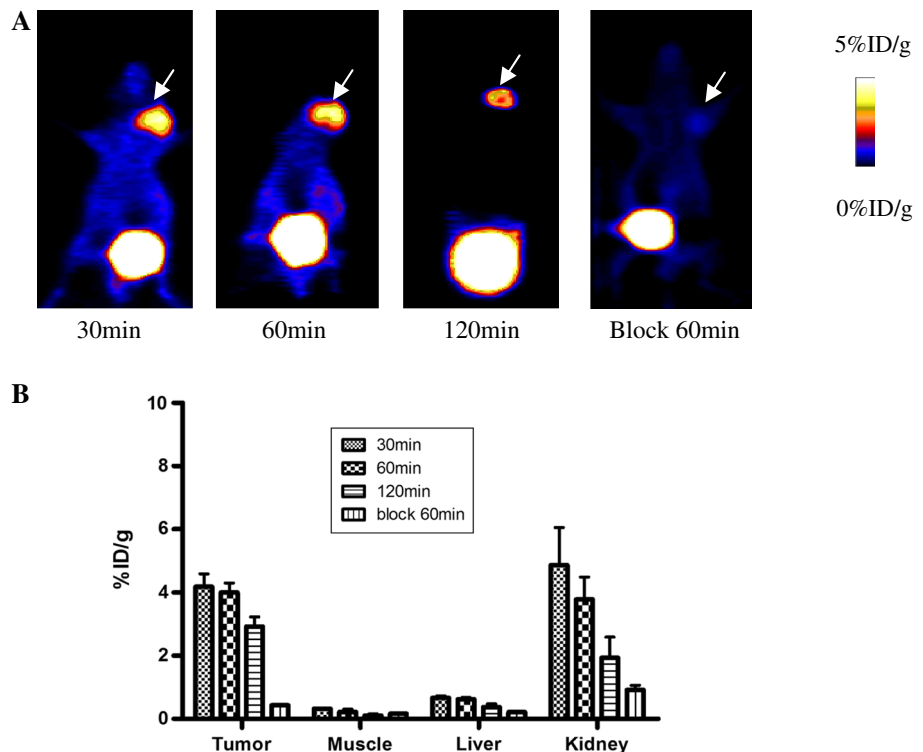 A
5%ID/g
0%ID/g
30min
60min
120min
Block 60min
B
10
8
6
4
2
0
%ID/g
30min
60min
120min
block 60min
Tumor
Muscle
Liver
Kidney